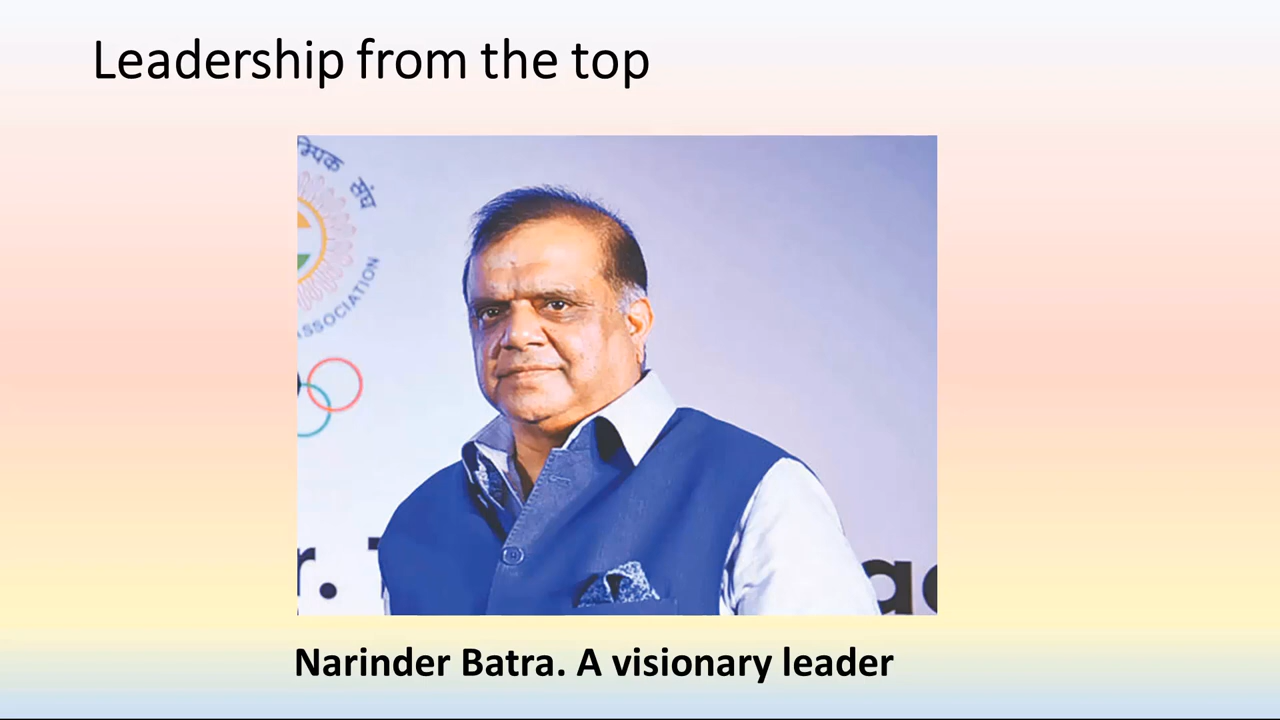 Leadership from the top
म्पिक संघ
ASSOCIATION
r.
Narinder Batra. A visionary leader